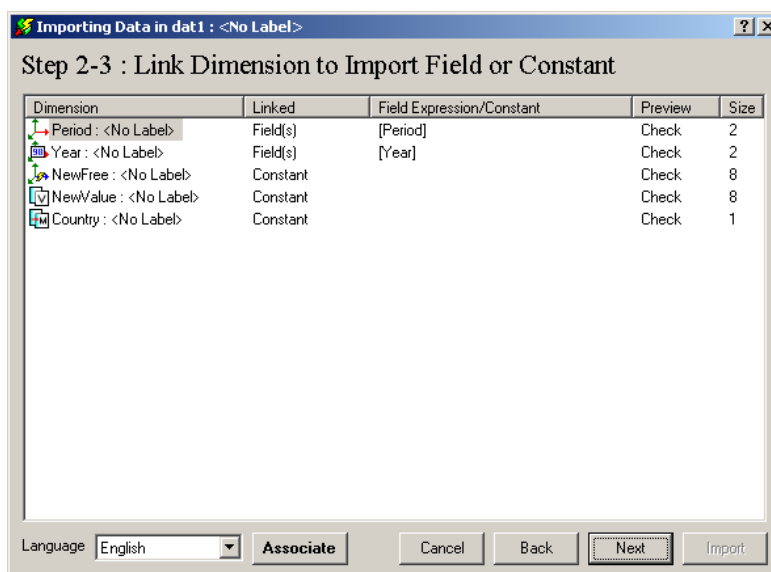 Importing Data in dat1 : <No Label>
Step 2-3 : Link Dimension to Import Field or Constant
Dimension Linked Field Expression/Constant Preview Size
Period : <No Label> Field(s) [Period] Check 2
Year : <No Label> Field(s) [Year] Check 2
NewFree : <No Label> Constant Check 8
NewValue : <No Label> Constant Check 8
Country : <No Label> Constant Check 1
Language English Associate Cancel Back Next Import